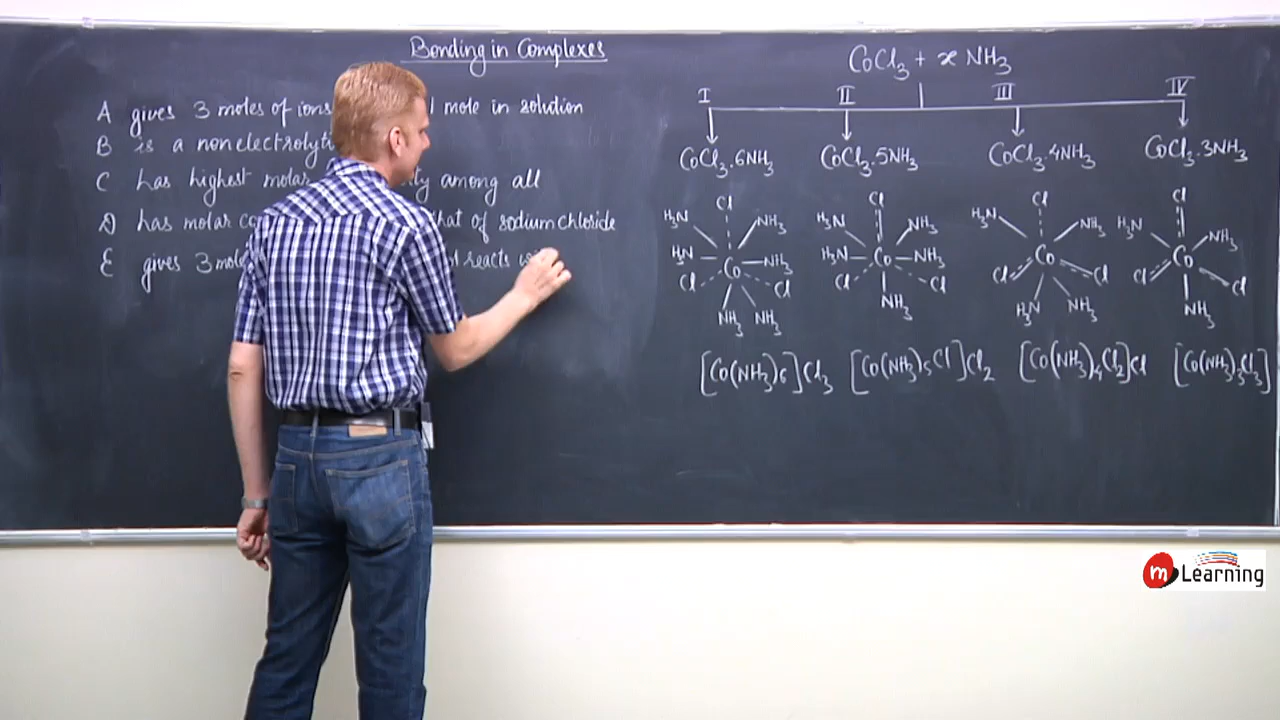 Bonding in Complexes
A gives 3 moles of ions 1 mole in solution
B is a nonelectrolyt
C has highest molar ty among all
D has molar co hat of sodium chloride
E gives 3 mole reacts wi
CoCl3 + x NH3
I II III IV
CoCl3.6NH3 CoCl3.5NH3 CoCl3.4NH3 CoCl3.3NH3
Cl Cl Cl Cl
H3N NH3 H3N NH3 H3N NH3 H3N NH3
H3N Co NH3 H3N Co NH3 Co Co
Cl Cl Cl Cl Cl Cl Cl Cl
NH3 NH3 NH3 H3N NH3 NH3
[Co(NH3)6]Cl3 [Co(NH3)5Cl]Cl2 [Co(NH3)4Cl2]Cl [Co(NH3)3Cl3]
m Learning